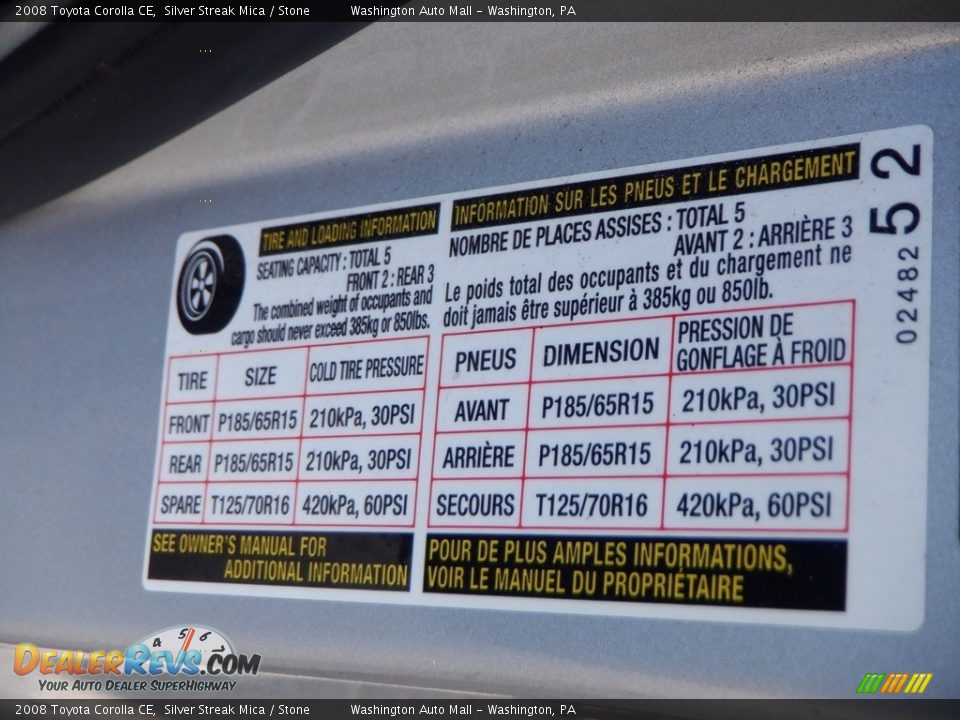 2008 Toyota Corolla CE, Silver Streak Mica / Stone Washington Auto Mall - Washington, PA
TIRE AND LOADING INFORMATION
SEATING CAPACITY : TOTAL 5
FRONT 2 : REAR 3
The combined weight of occupants and
cargo should never exceed 385kg or 850lbs.
TIRE SIZE COLD TIRE PRESSURE
FRONT P185/65R15 210kPa, 30PSI
REAR P185/65R15 210kPa, 30PSI
SPARE T125/70R16 420kPa, 60PSI
SEE OWNER'S MANUAL FOR
ADDITIONAL INFORMATION
INFORMATION SUR LES PNEUS ET LE CHARGEMENT
NOMBRE DE PLACES ASSISES : TOTAL 5
AVANT 2 : ARRIÈRE 3
Le poids total des occupants et du chargement ne
doit jamais être supérieur à 385kg ou 850lb.
PNEUS DIMENSION PRESSION DE
GONFLAGE À FROID
AVANT P185/65R15 210kPa, 30PSI
ARRIÈRE P185/65R15 210kPa, 30PSI
SECOURS T125/70R16 420kPa, 60PSI
POUR DE PLUS AMPLES INFORMATIONS,
VOIR LE MANUEL DU PROPRIÉTAIRE
02482 52
4 5 6
DEALERREVS.COM
YOUR AUTO DEALER SUPERHIGHWAY
2008 Toyota Corolla CE, Silver Streak Mica / Stone Washington Auto Mall - Washington, PA